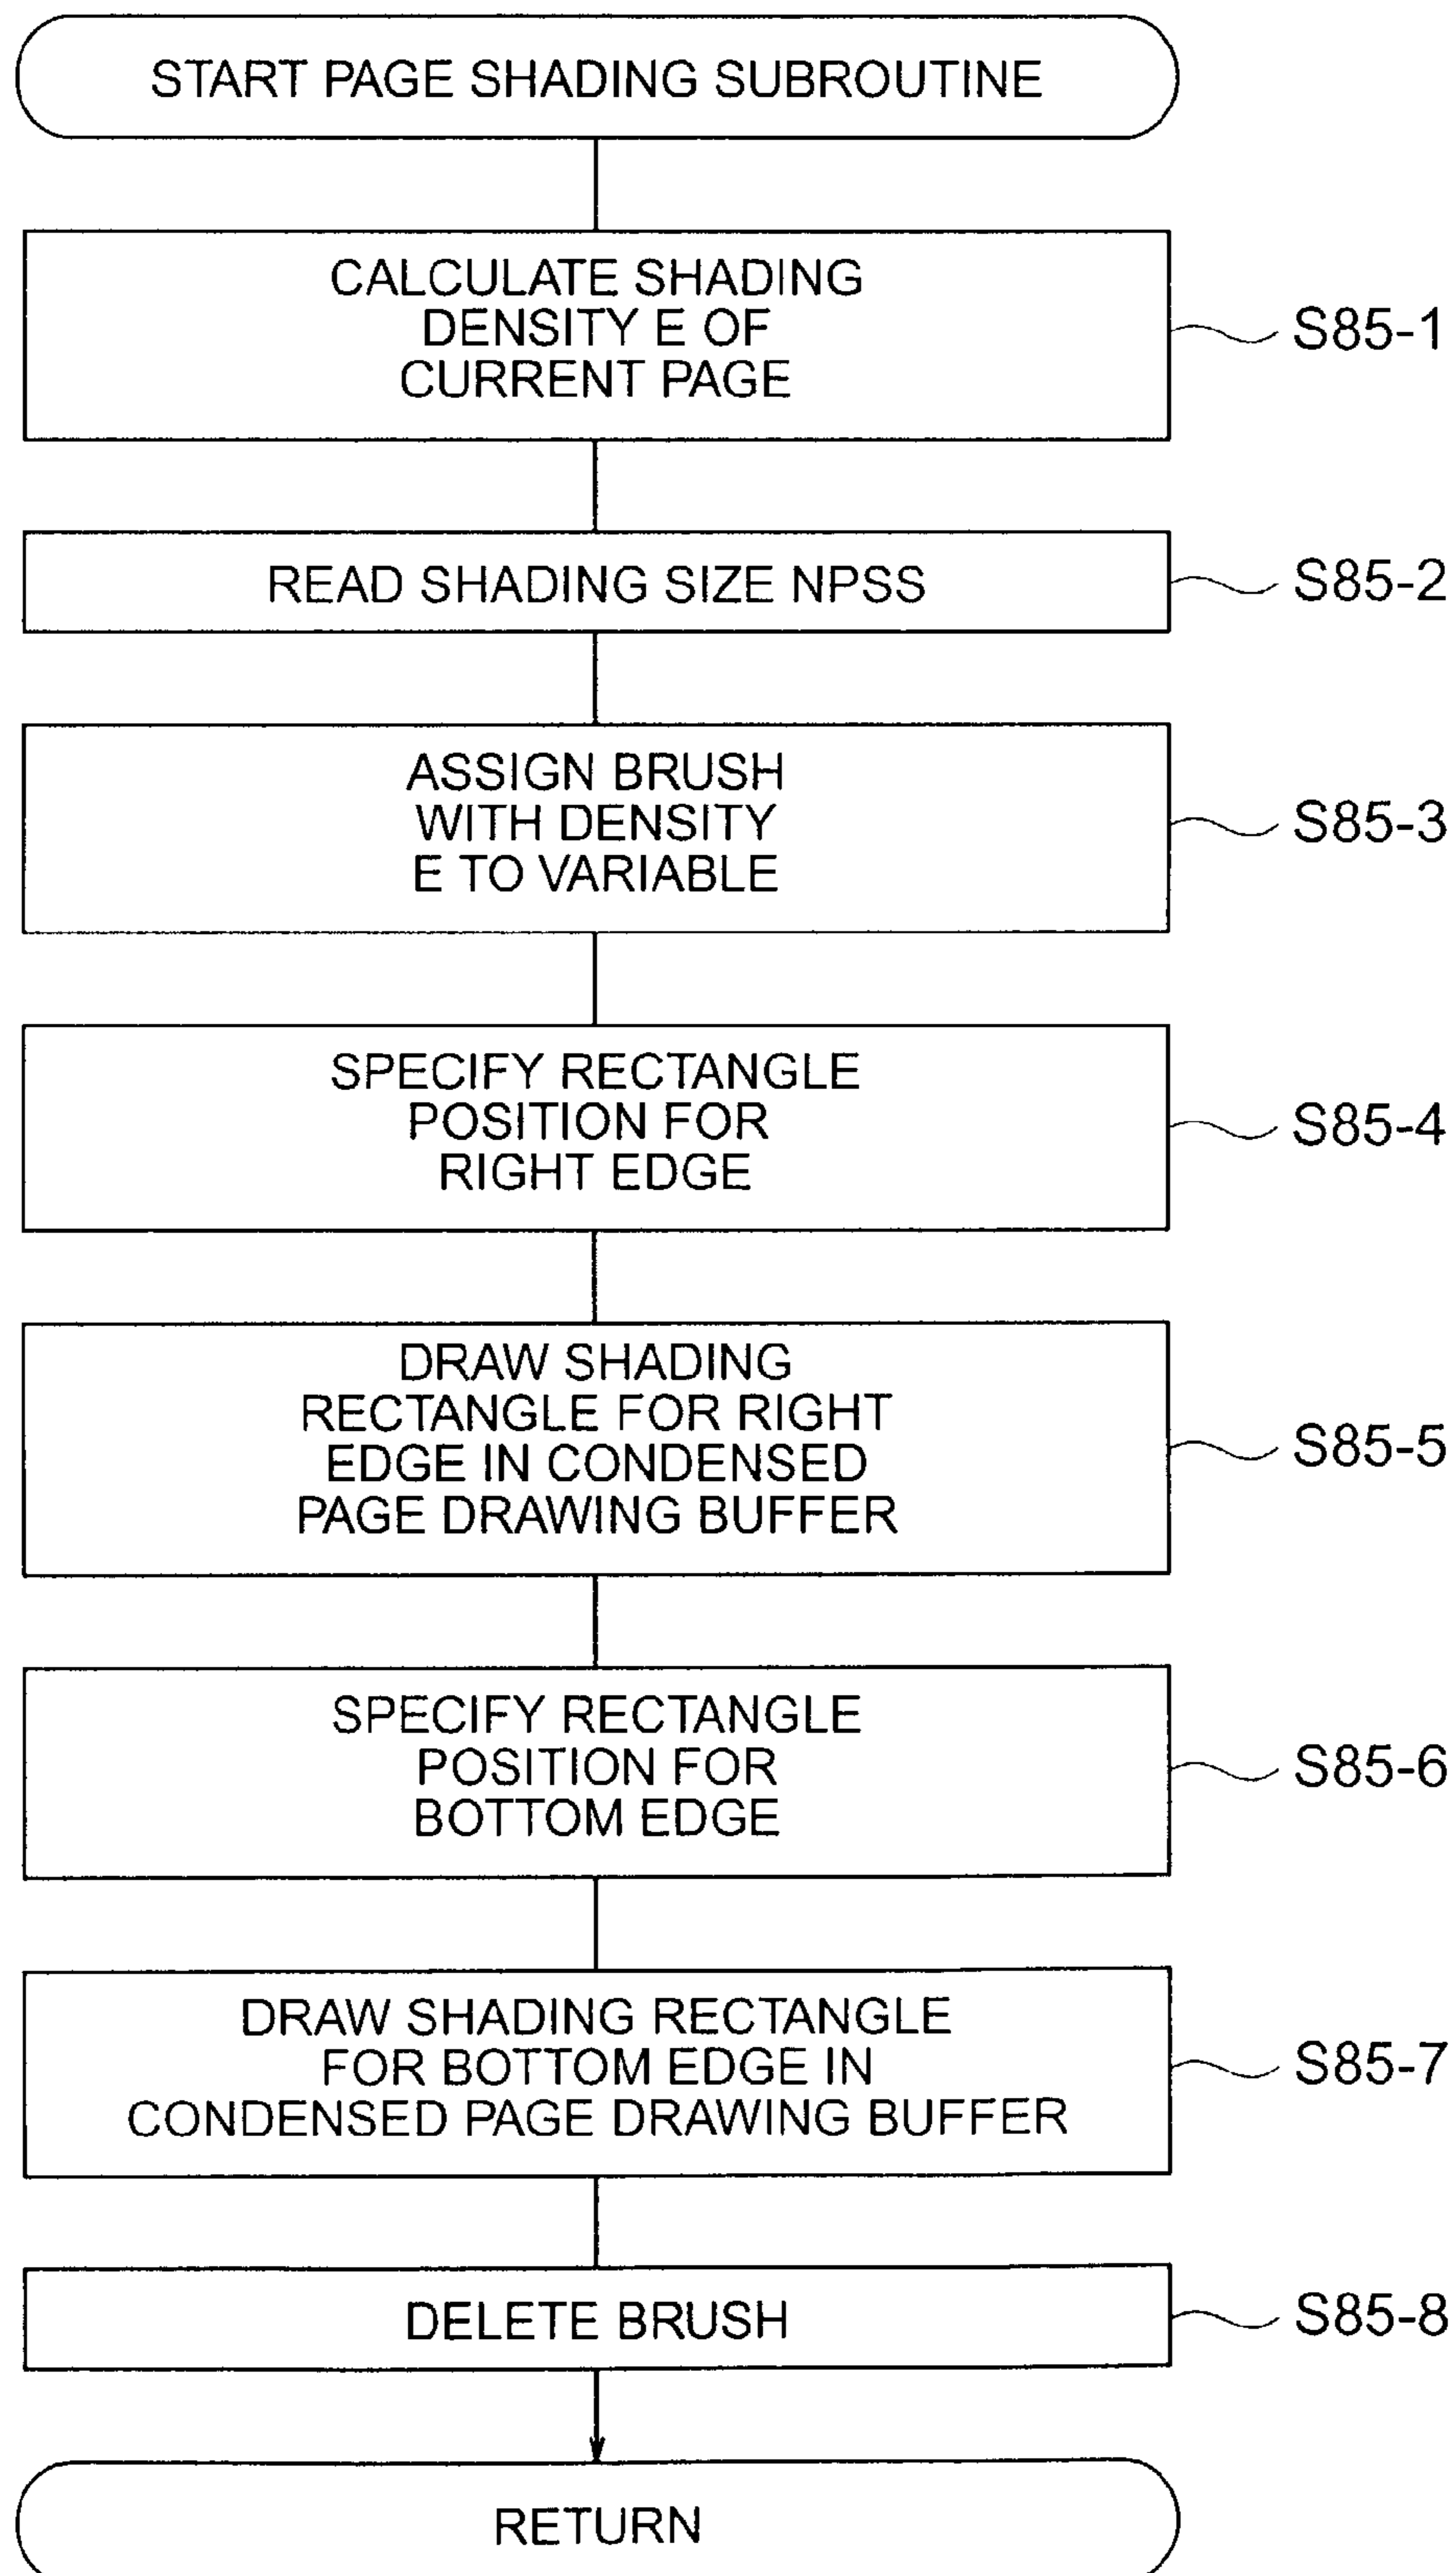 START PAGE SHADING SUBROUTINE
CALCULATE SHADING
DENSITY E OF
CURRENT PAGE
S85-1
READ SHADING SIZE NPSS
S85-2
ASSIGN BRUSH
WITH DENSITY
E TO VARIABLE
S85-3
SPECIFY RECTANGLE
POSITION FOR
RIGHT EDGE
S85-4
DRAW SHADING
RECTANGLE FOR RIGHT
EDGE IN CONDENSED
PAGE DRAWING BUFFER
S85-5
SPECIFY RECTANGLE
POSITION FOR
BOTTOM EDGE
S85-6
DRAW SHADING RECTANGLE
FOR BOTTOM EDGE IN
CONDENSED PAGE DRAWING BUFFER
S85-7
DELETE BRUSH
S85-8
RETURN